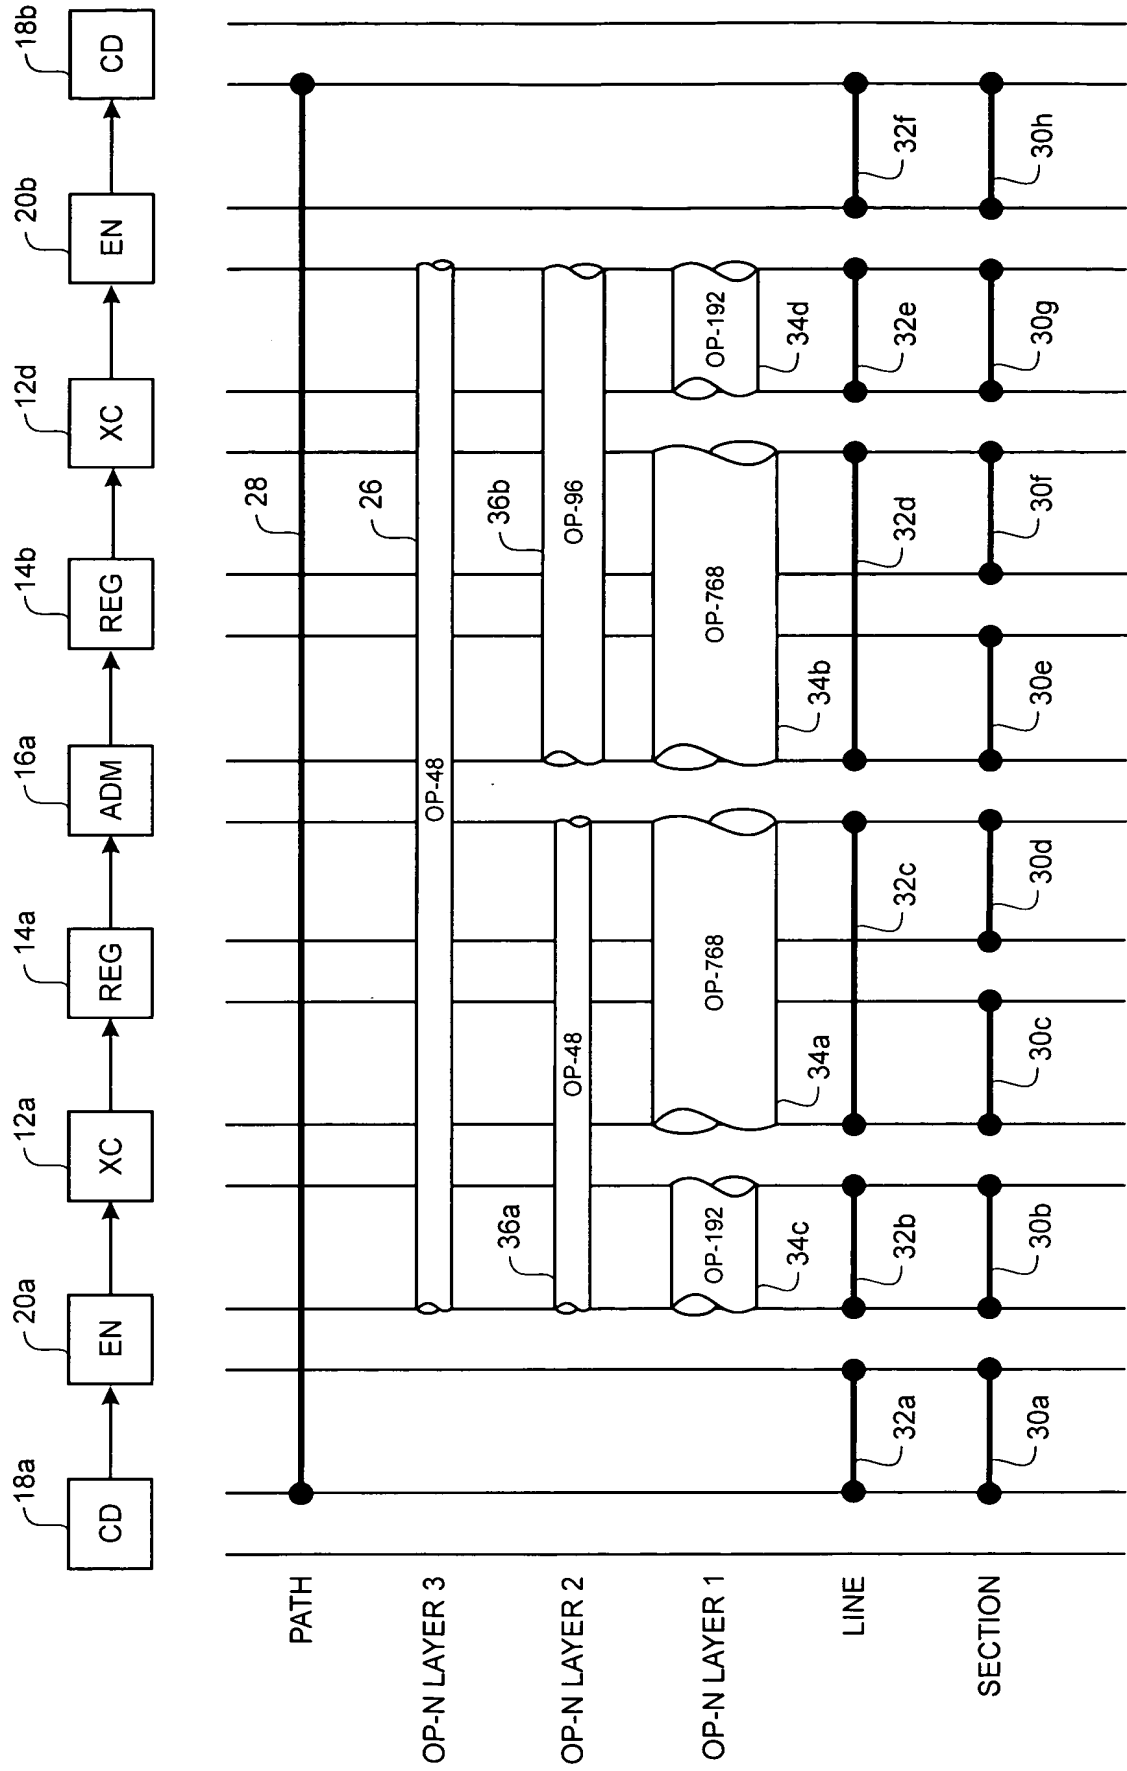 18a 20a 12a 14a 16a 14b 12d 20b 18b
CD EN XC REG ADM REG XC EN CD
PATH 28
OP-N LAYER 3 OP-48 26
OP-N LAYER 2 36a OP-48 36b OP-96
OP-N LAYER 1 OP-192 OP-768 OP-768 OP-192
34c 34a 34b 34d
LINE
32a 32b 32c 32d 32e 32f
SECTION
30a 30b 30c 30d 30e 30f 30g 30h